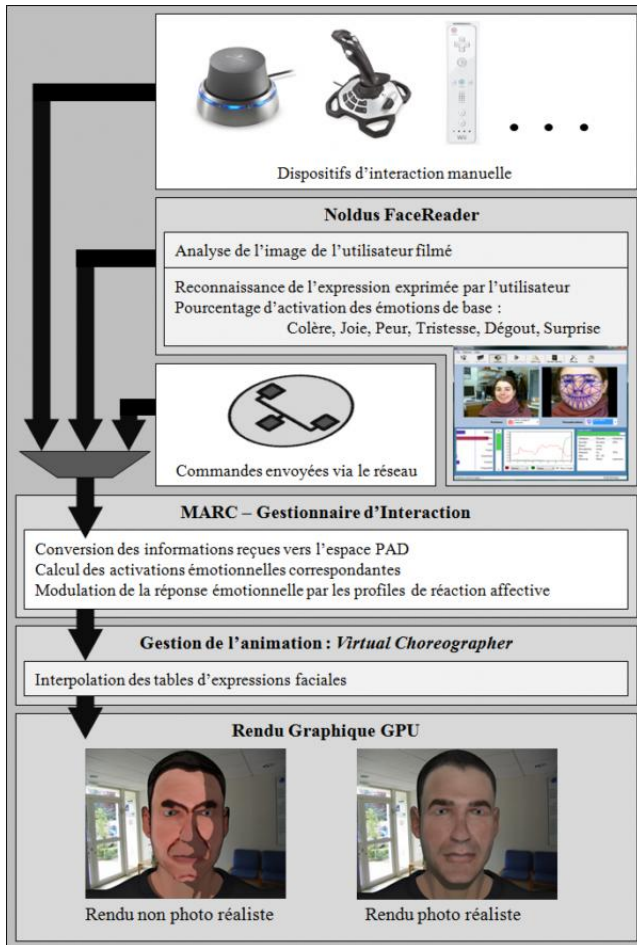 Dispositifs d'interaction manuelle
Noldus FaceReader
Analyse de l'image de l'utilisateur filmé
Reconnaissance de l'expression exprimée par l'utilisateur
Pourcentage d'activation des émotions de base :
Colère, Joie, Peur, Tristesse, Dégout, Surprise
Commandes envoyées via le réseau
MARC – Gestionnaire d'Interaction
Conversion des informations reçues vers l'espace PAD
Calcul des activations émotionnelles correspondantes
Modulation de la réponse émotionnelle par les profiles de réaction affective
Gestion de l'animation : Virtual Choreographer
Interpolation des tables d'expressions faciales
Rendu Graphique GPU
Rendu non photo réaliste
Rendu photo réaliste